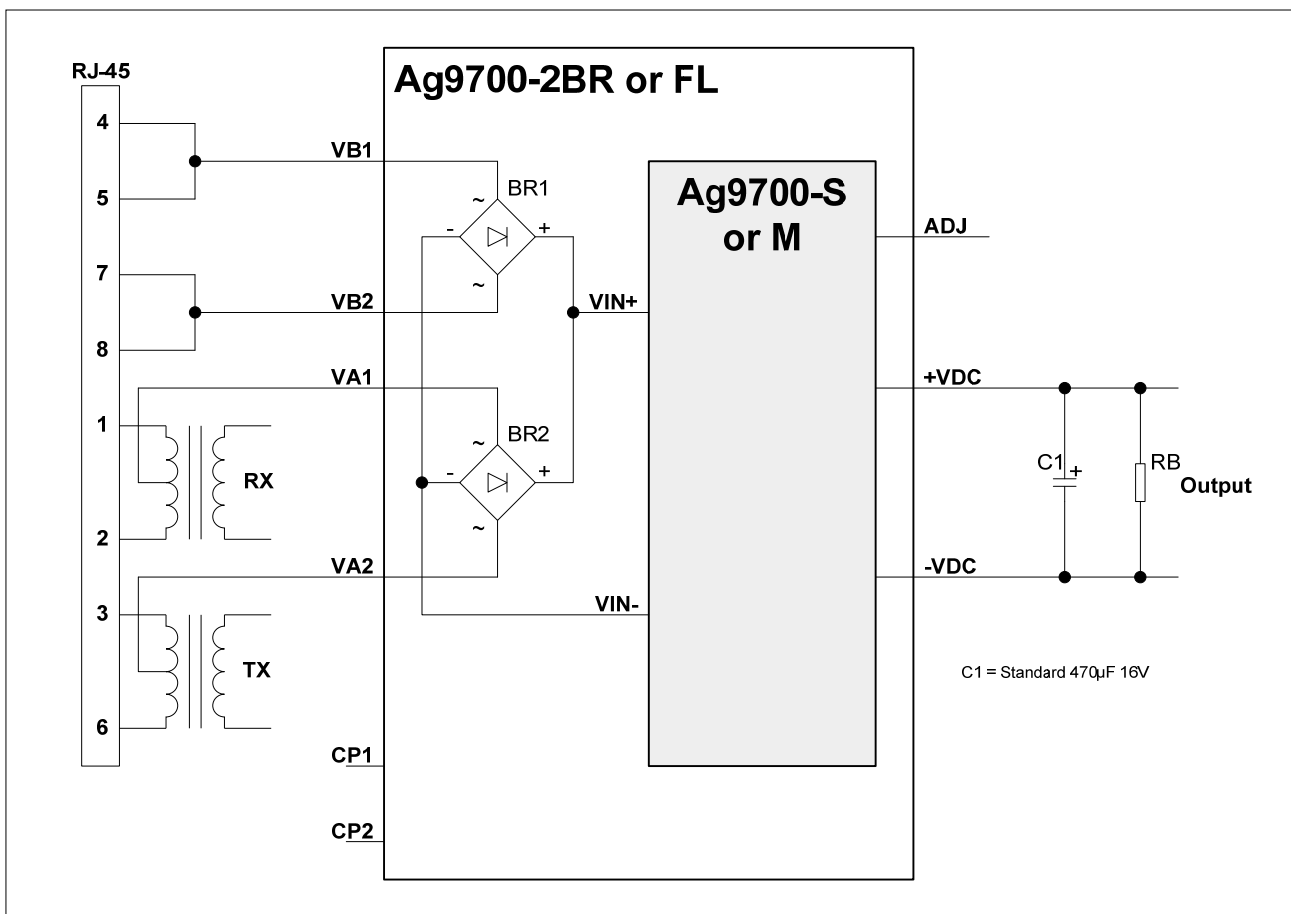 RJ-45
4
5
7
8
1
2
3
6
RX
TX
VB1
VB2
VA1
VA2
CP1
CP2
Ag9700-2BR or FL
~
BR1
-
+
~
~
BR2
-
+
~
VIN+
VIN-
Ag9700-S
or M
ADJ
+VDC
-VDC
C1
+
RB
Output
C1 = Standard 470µF 16V